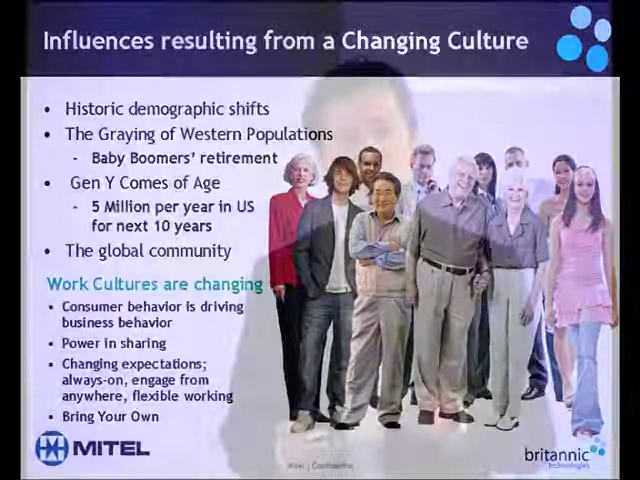 Influences resulting from a Changing Culture
• Historic demographic shifts
• The Graying of Western Populations
- Baby Boomers' retirement
• Gen Y Comes of Age
- 5 Million per year in US
for next 10 years
• The global community
Work Cultures are changing
• Consumer behavior is driving
business behavior
• Power in sharing
• Changing expectations;
always-on, engage from
anywhere, flexible working
• Bring Your Own
MITEL
Mitel | Confidential
britannic
technologies